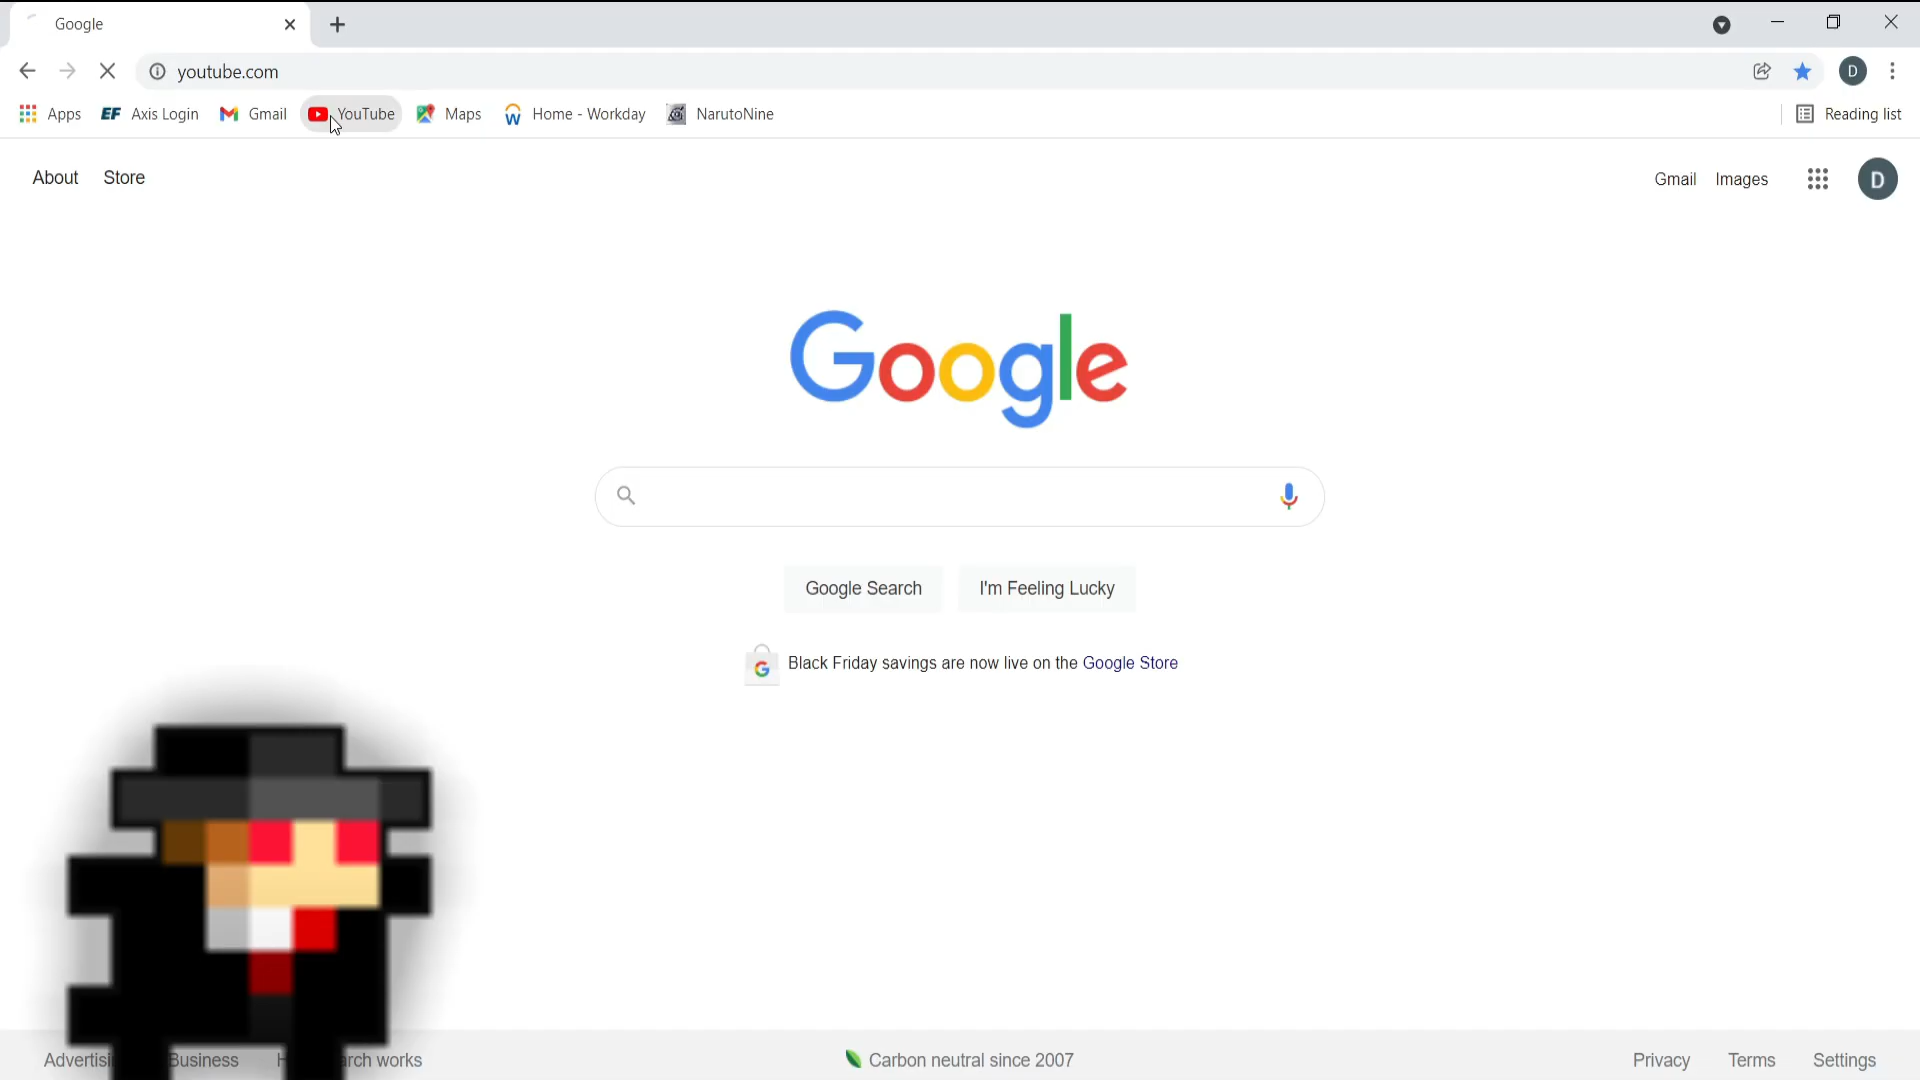 Google
youtube.com
D
Apps
EF Axis Login
Gmail
YouTube
Maps
Home - Workday
NarutoNine
Reading list
About Store
Gmail Images
D
Google
Google Search I'm Feeling Lucky
G Black Friday savings are now live on the Google Store
Business arch works
Carbon neutral since 2007
Privacy Terms Settings